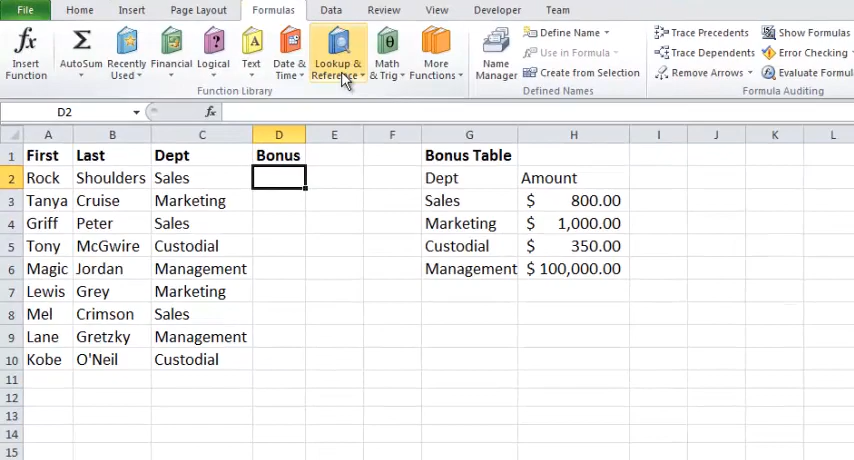 File Home Insert Page Layout Formulas Data Review View Developer Team
fx Σ ? A θ
Insert Function AutoSum Recently Used Financial Logical Text Date & Time Lookup & Reference Math & Trig More Functions
Name Manager
Define Name
Use in Formula
Create from Selection
Trace Precedents
Trace Dependents
Remove Arrows
Show Formulas
Error Checking
Evaluate Formula
Function Library Defined Names Formula Auditing
D2 fx
A B C D E F G H I J K L
1 First Last Dept Bonus Bonus Table
2 Rock Shoulders Sales Dept Amount
3 Tanya Cruise Marketing Sales $ 800.00
4 Griff Peter Sales Marketing $ 1,000.00
5 Tony McGwire Custodial Custodial $ 350.00
6 Magic Jordan Management Management $ 100,000.00
7 Lewis Grey Marketing
8 Mel Crimson Sales
9 Lane Gretzky Management
10 Kobe O'Neil Custodial
11
12
13
14
15